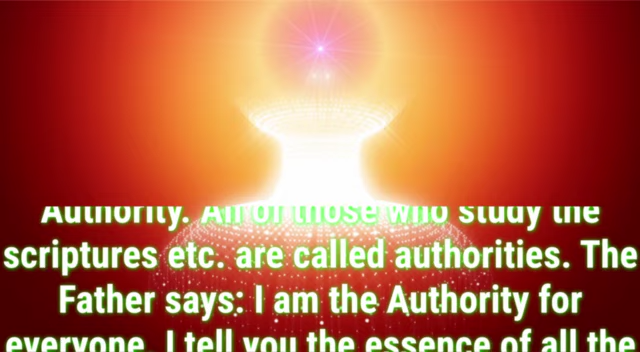 Authority. All of those who study the
scriptures etc. are called authorities. The
Father says: I am the Authority for
everyone. I tell you the essence of all the